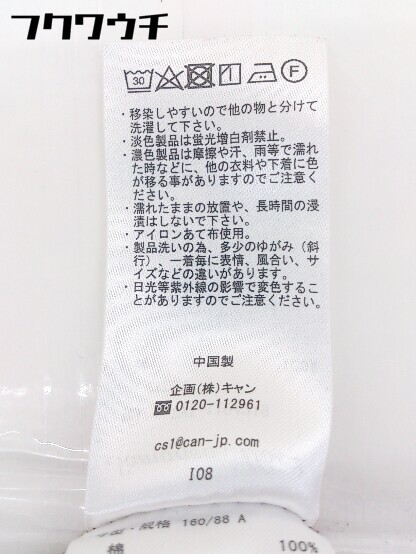 フクワウチ
30
F
・移染しやすいので他の物と分けて
洗濯して下さい。
・淡色製品は蛍光増白剤禁止。
・濃色製品は摩擦や汗、雨等で濡れ
た時などに、他の衣料や下着に色
が移る事がありますのでご注意く
ださい。
・濡れたままの放置や、長時間の浸
漬はしないで下さい。
・アイロンあて布使用。
・製品洗いの為、多少のゆがみ（斜
行）、一着毎に表情、風合い、サ
イズなどの違いがあります。
・日光等紫外線の影響で変色するこ
とがありますのでご注意ください。
中国製
企画(株)キャン
0120-112961
cs1@can-jp.com
I08
规格 160/88 A
棉 100%